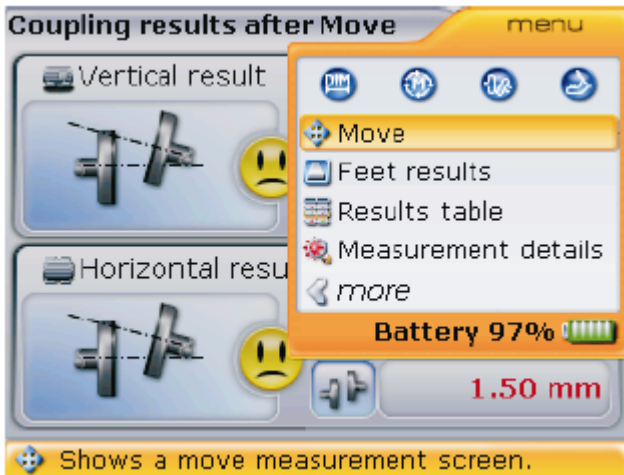 Coupling results after Move
menu
Vertical result
DIM
M
Move
Feet results
Results table
Measurement details
more
Battery 97%
Horizontal resu
1.50 mm
Shows a move measurement screen.